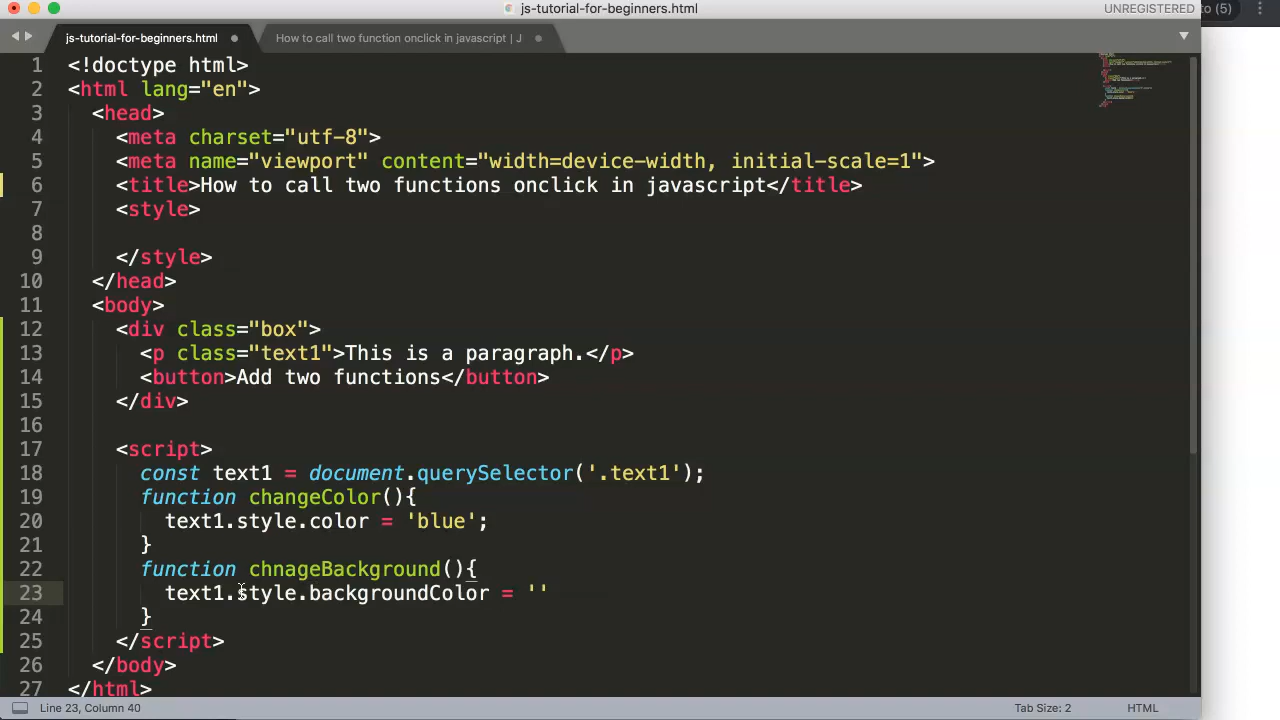 js-tutorial-for-beginners.html
UNREGISTERED
to (5)
js-tutorial-for-beginners.html
How to call two function onclick in javascript | J
1 <!doctype html>
2 <html lang="en">
3 <head>
4 <meta charset="utf-8">
5 <meta name="viewport" content="width=device-width, initial-scale=1">
6 <title>How to call two functions onclick in javascript</title>
7 <style>
8
9 </style>
10 </head>
11 <body>
12 <div class="box">
13 <p class="text1">This is a paragraph.</p>
14 <button>Add two functions</button>
15 </div>
16
17 <script>
18 const text1 = document.querySelector('.text1');
19 function changeColor(){
20 text1.style.color = 'blue';
21 }
22 function chnageBackground(){
23 text1.style.backgroundColor = ''
24 }
25 </script>
26 </body>
27 </html>
Line 23, Column 40
Tab Size: 2
HTML